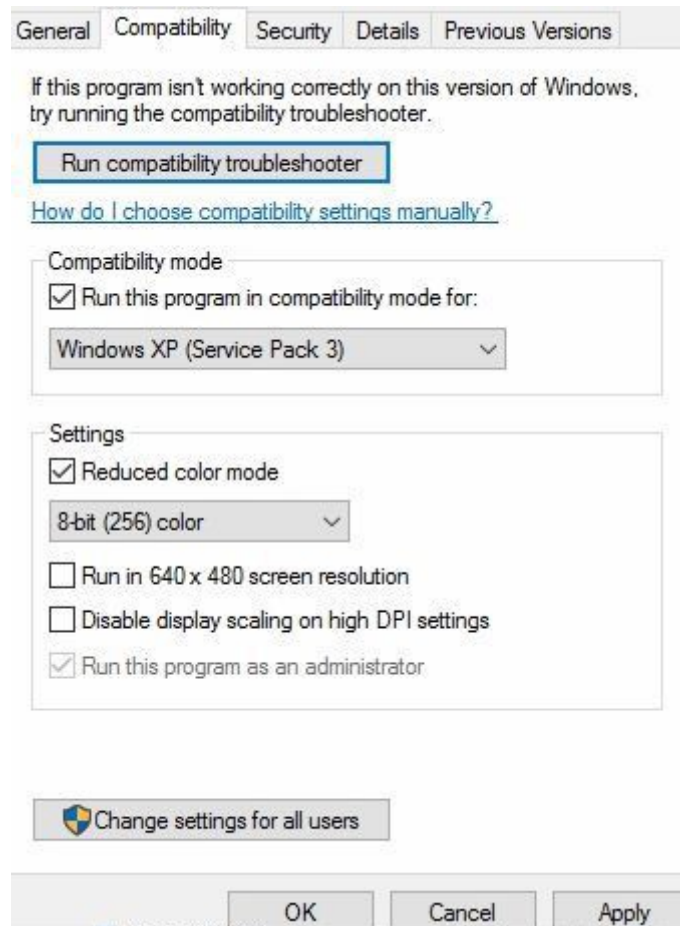 General Compatibility Security Details Previous Versions
If this program isn't working correctly on this version of Windows,
try running the compatibility troubleshooter.
Run compatibility troubleshooter
How do I choose compatibility settings manually?
Compatibility mode
Run this program in compatibility mode for:
Windows XP (Service Pack 3)
Settings
Reduced color mode
8-bit (256) color
Run in 640 x 480 screen resolution
Disable display scaling on high DPI settings
Run this program as an administrator
Change settings for all users
OK Cancel Apply